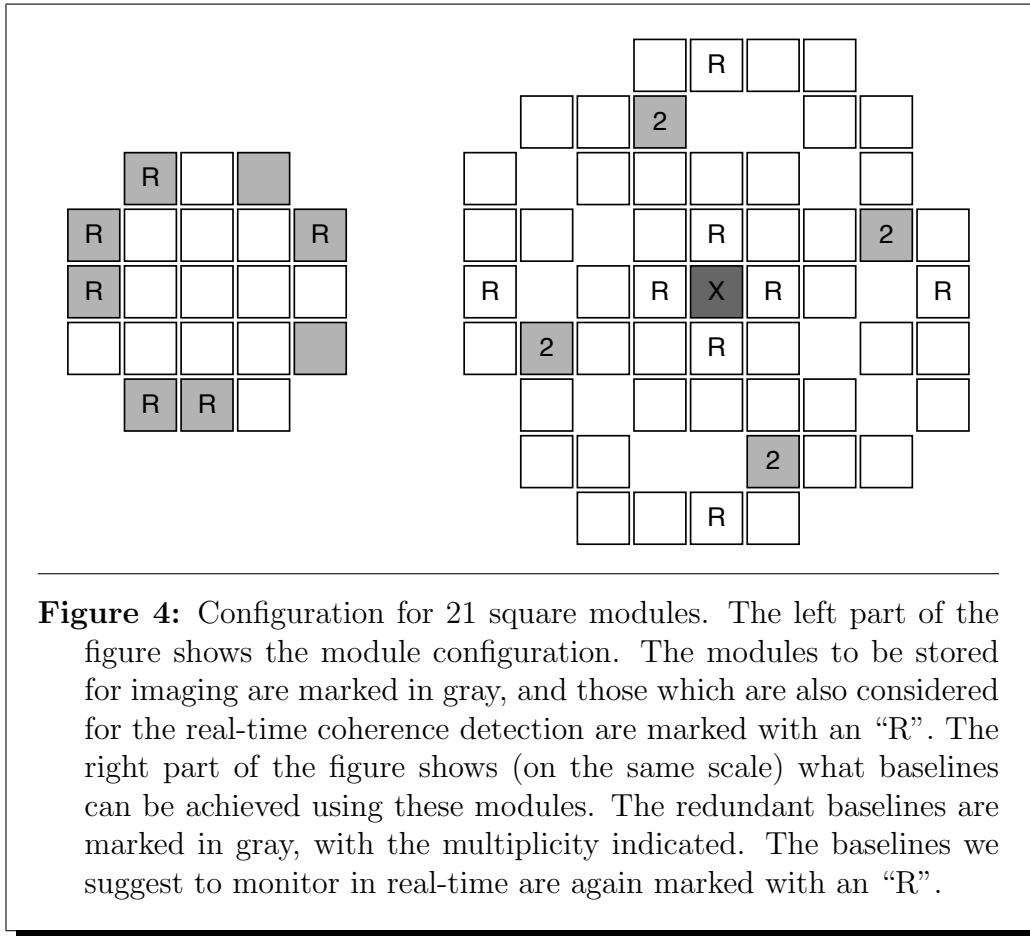 R
2
R
R R R 2
R R R X R R
2 R
R R 2
R
Figure 4: Configuration for 21 square modules. The left part of the
figure shows the module configuration. The modules to be stored
for imaging are marked in gray, and those which are also considered
for the real-time coherence detection are marked with an “R”. The
right part of the figure shows (on the same scale) what baselines
can be achieved using these modules. The redundant baselines are
marked in gray, with the multiplicity indicated. The baselines we
suggest to monitor in real-time are again marked with an “R”.